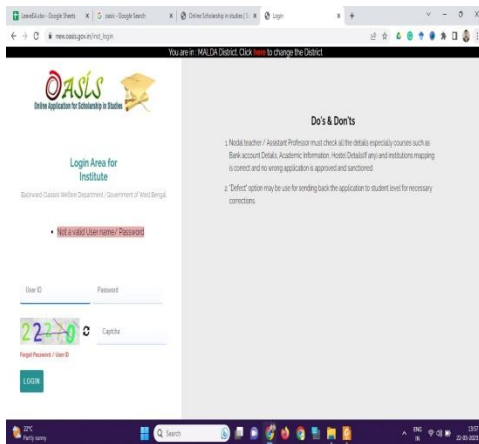 LeaveEd.xlsx - Google Sheets
oasis - Google Search
Online Scholarship in studies | S
Login
new.oasis.gov.in/inst_login
You are in : MALDA District. Click here to change the District
OASIS
Online Application for Scholarship in Studies
Login Area for
Institute
Backward Classes Welfare Department, Government of West Bengal
Not a valid User name/ Password
User ID
Password
Captcha
Forgot Password / User ID
LOGIN
Do's & Don'ts
1 Nodal teacher / Assistant Professor must check all the details especially courses such as
Bank account Details, Academic Information, Hostel Details(if any) and institutions mapping
is correct and no wrong application is approved and sanctioned
2 "Defect" option may be use for sending back the application to student level for necessary
corrections.
22°C
Partly sunny
Search
ENG
IN
13:57
22-03-2023